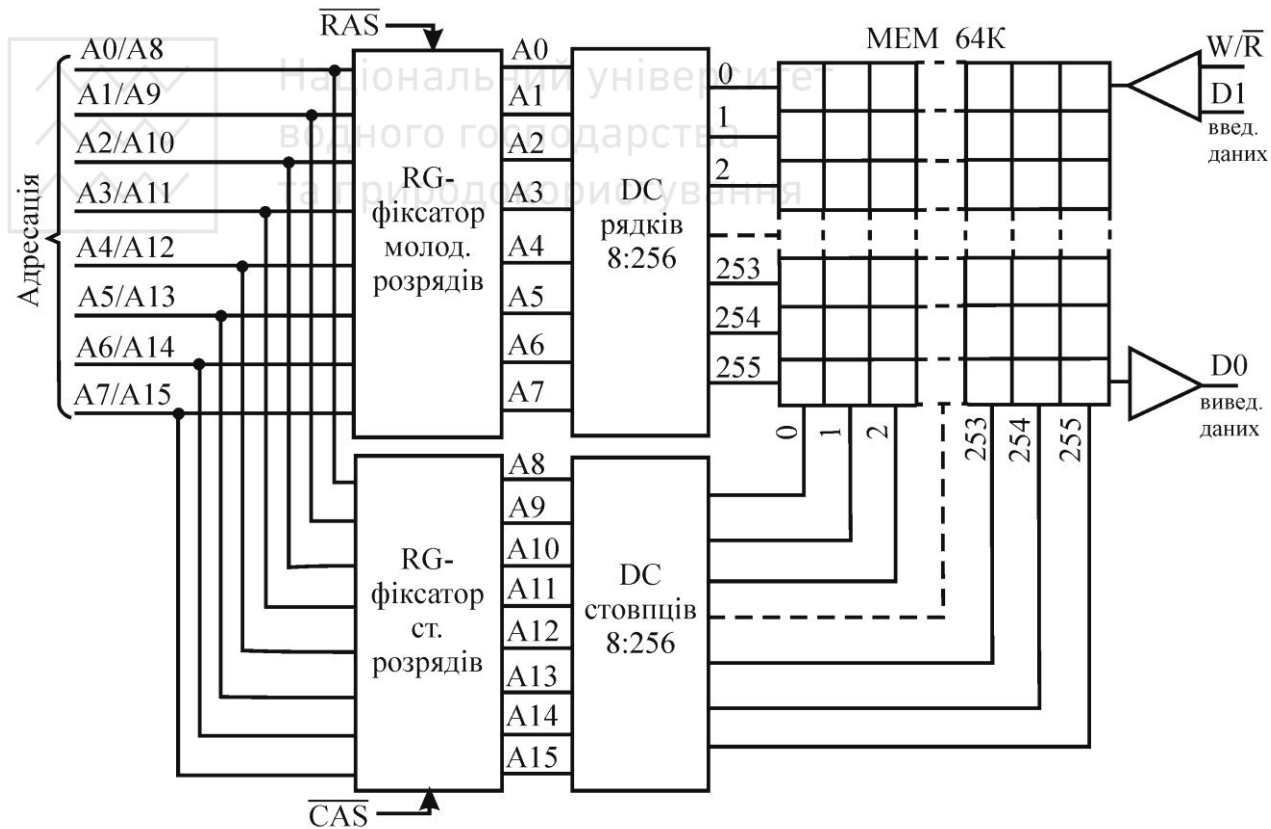 RAS
A0/A8
A1/A9
A2/A10
A3/A11
A4/A12
A5/A13
A6/A14
A7/A15
Адресація
Національний університет
водного господарства
та природокористування
RG-
фіксатор
молод.
розрядів
A0
A1
A2
A3
A4
A5
A6
A7
DC
рядків
8:256
0
1
2
253
254
255
МЕМ 64К
W/R
D1
введ.
даних
D0
вивед.
даних
0
1
2
253
254
255
RG-
фіксатор
ст.
розрядів
CAS
A8
A9
A10
A11
A12
A13
A14
A15
DC
стовпців
8:256